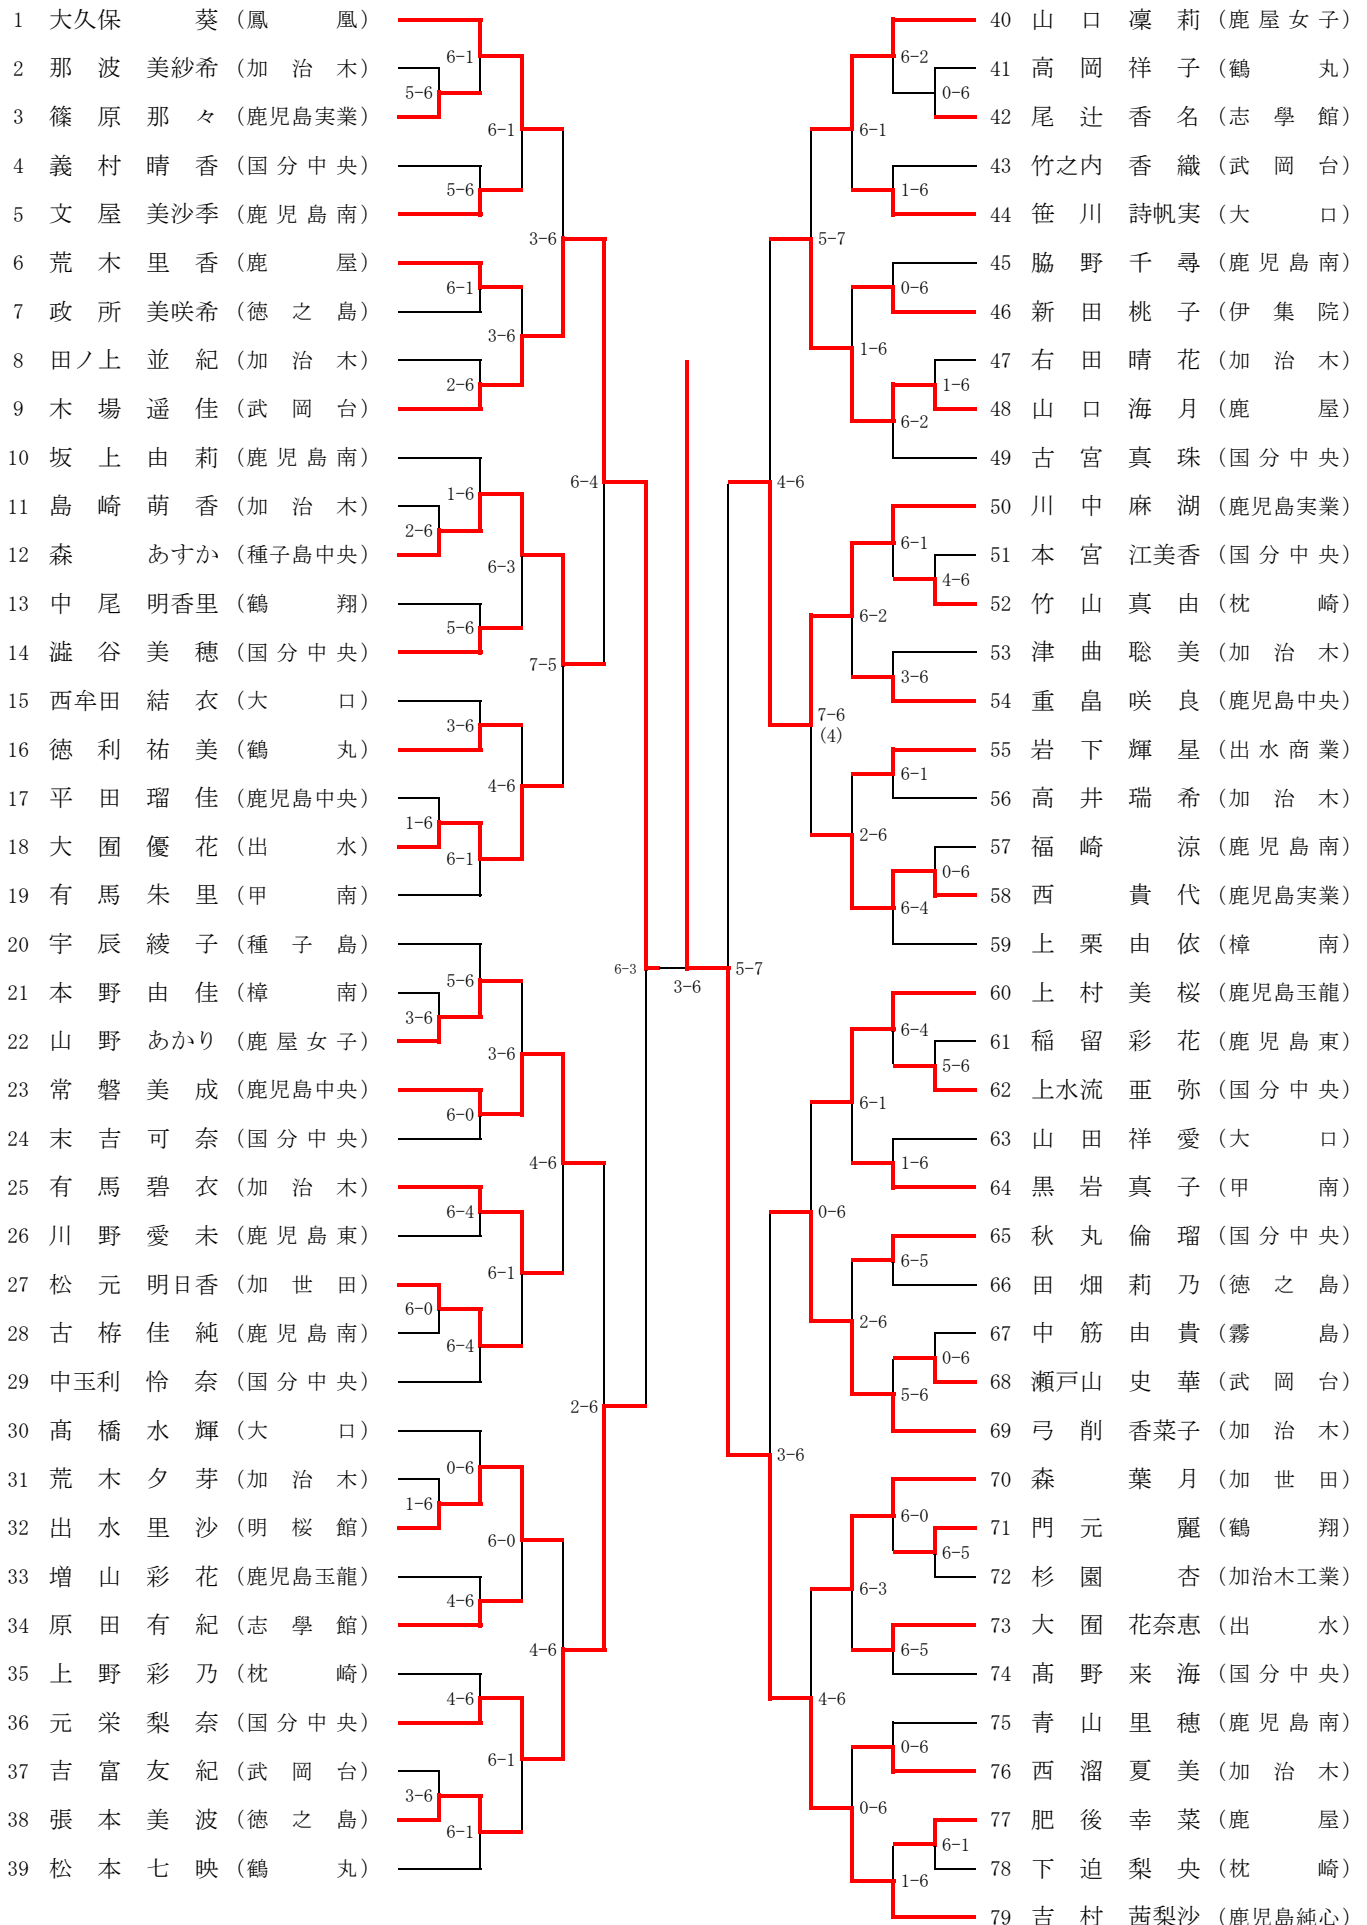 1 大久保 葵 (鳳凰)
2 那波 美紗希 (加治木)
3 篠原 那々 (鹿児島実業)
4 義村 晴香 (国分中央)
5 文屋 美沙季 (鹿児島南)
6 荒木 里香 (鹿屋)
7 政所 美咲希 (徳之島)
8 田ノ上 並紀 (加治木)
9 木場 遥佳 (武岡台)
10 坂上 由莉 (鹿児島南)
11 島崎 萌香 (加治木)
12 森 あすか (種子島中央)
13 中尾 明香里 (鶴翔)
14 澁谷 美穂 (国分中央)
15 西牟田 結衣 (大口)
16 徳利 祐美 (鶴丸)
17 平田 瑠佳 (鹿児島中央)
18 大囿 優花 (出水)
19 有馬 朱里 (甲南)
20 宇辰 綾子 (種子島)
21 本野 由佳 (樟南)
22 山野 あかり (鹿屋女子)
23 常磐 美成 (鹿児島中央)
24 末吉 可奈 (国分中央)
25 有馬 碧衣 (加治木)
26 川野 愛未 (鹿児島東)
27 松元 明日香 (加世田)
28 古栫 佳純 (鹿児島南)
29 中玉利 怜奈 (国分中央)
30 髙橋 水輝 (大口)
31 荒木 夕芽 (加治木)
32 出水 里沙 (明桜館)
33 増山 彩花 (鹿児島玉龍)
34 原田 有紀 (志學館)
35 上野 彩乃 (枕崎)
36 元栄 梨奈 (国分中央)
37 吉富 友紀 (武岡台)
38 張本 美波 (徳之島)
39 松本 七映 (鶴丸)
6-1
5-6
6-1
5-6
3-6
6-1
3-6
2-6
6-4
1-6
2-6
6-3
5-6
7-5
3-6
4-6
1-6
6-1
6-3
5-6
3-6
3-6
6-0
4-6
6-4
6-1
6-0
6-4
2-6
0-6
1-6
6-0
4-6
4-6
4-6
6-1
3-6
6-1
3-6
40 山口 凜莉 (鹿屋女子)
41 高岡 祥子 (鶴丸)
42 尾辻 香名 (志學館)
43 竹之内 香織 (武岡台)
44 笹川 詩帆実 (大口)
45 脇野 千尋 (鹿児島南)
46 新田 桃子 (伊集院)
47 右田 晴花 (加治木)
48 山口 海月 (鹿屋)
49 古宮 真珠 (国分中央)
50 川中 麻湖 (鹿児島実業)
51 本宮 江美香 (国分中央)
52 竹山 真由 (枕崎)
53 津曲 聡美 (加治木)
54 重畠 咲良 (鹿児島中央)
55 岩下 輝星 (出水商業)
56 高井 瑞希 (加治木)
57 福崎 涼 (鹿児島南)
58 西 貴代 (鹿児島実業)
59 上栗 由依 (樟南)
60 上村 美桜 (鹿児島玉龍)
61 稲留 彩花 (鹿児島東)
62 上水流 亜弥 (国分中央)
63 山田 祥愛 (大口)
64 黒岩 真子 (甲南)
65 秋丸 倫瑠 (国分中央)
66 田畑 莉乃 (徳之島)
67 中筋 由貴 (霧島)
68 瀬戸山 史華 (武岡台)
69 弓削 香菜子 (加治木)
70 森 葉月 (加世田)
71 門元 麗 (鶴翔)
72 杉園 杏 (加治木工業)
73 大囿 花奈恵 (出水)
74 髙野 来海 (国分中央)
75 青山 里穂 (鹿児島南)
76 西溜 夏美 (加治木)
77 肥後 幸菜 (鹿屋)
78 下迫 梨央 (枕崎)
79 吉村 茜梨沙 (鹿児島純心)
6-2
0-6
6-1
1-6
5-7
0-6
1-6
1-6
6-2
4-6
6-1
4-6
6-2
3-6
7-6
(4)
6-1
2-6
0-6
6-4
5-7
6-4
5-6
6-1
1-6
0-6
6-5
2-6
0-6
5-6
3-6
6-0
6-5
6-3
6-5
4-6
0-6
0-6
6-1
1-6